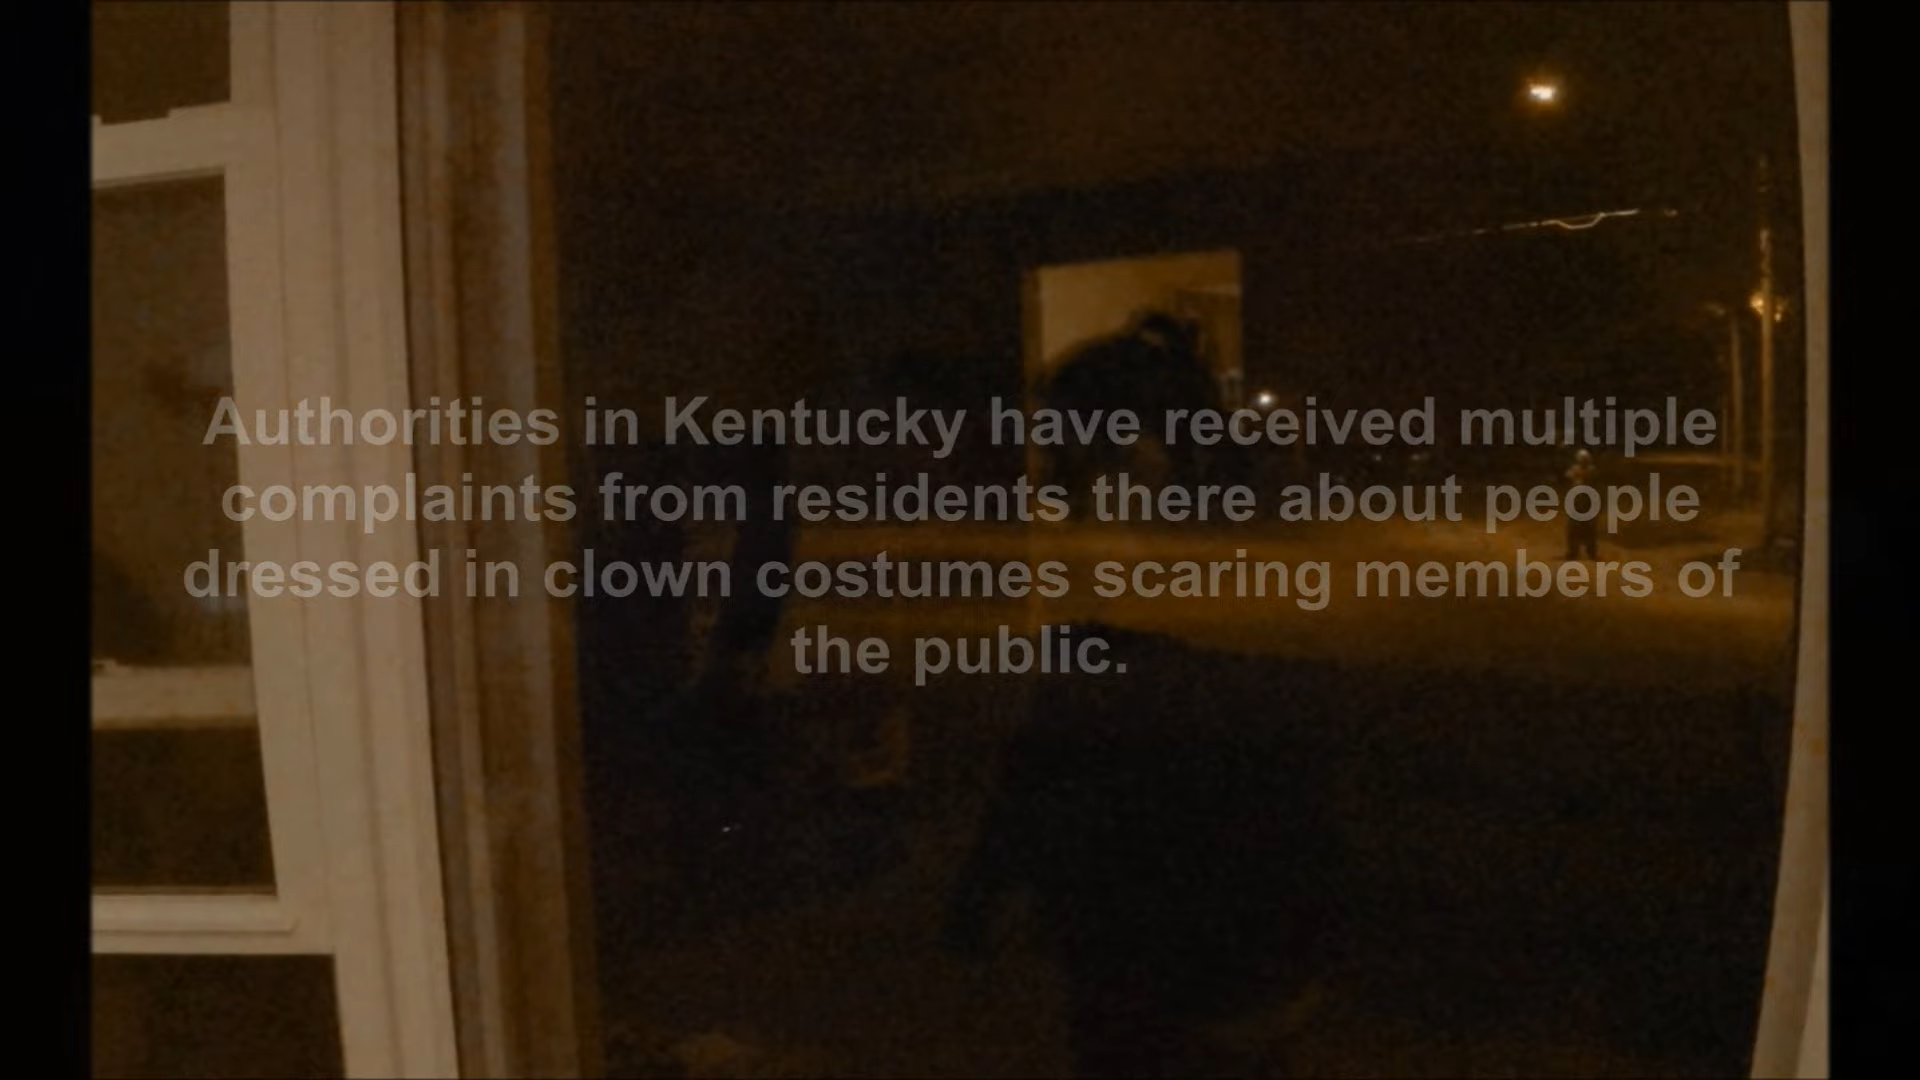 Authorities in Kentucky have received multiple
complaints from residents there about people
dressed in clown costumes scaring members of
the public.